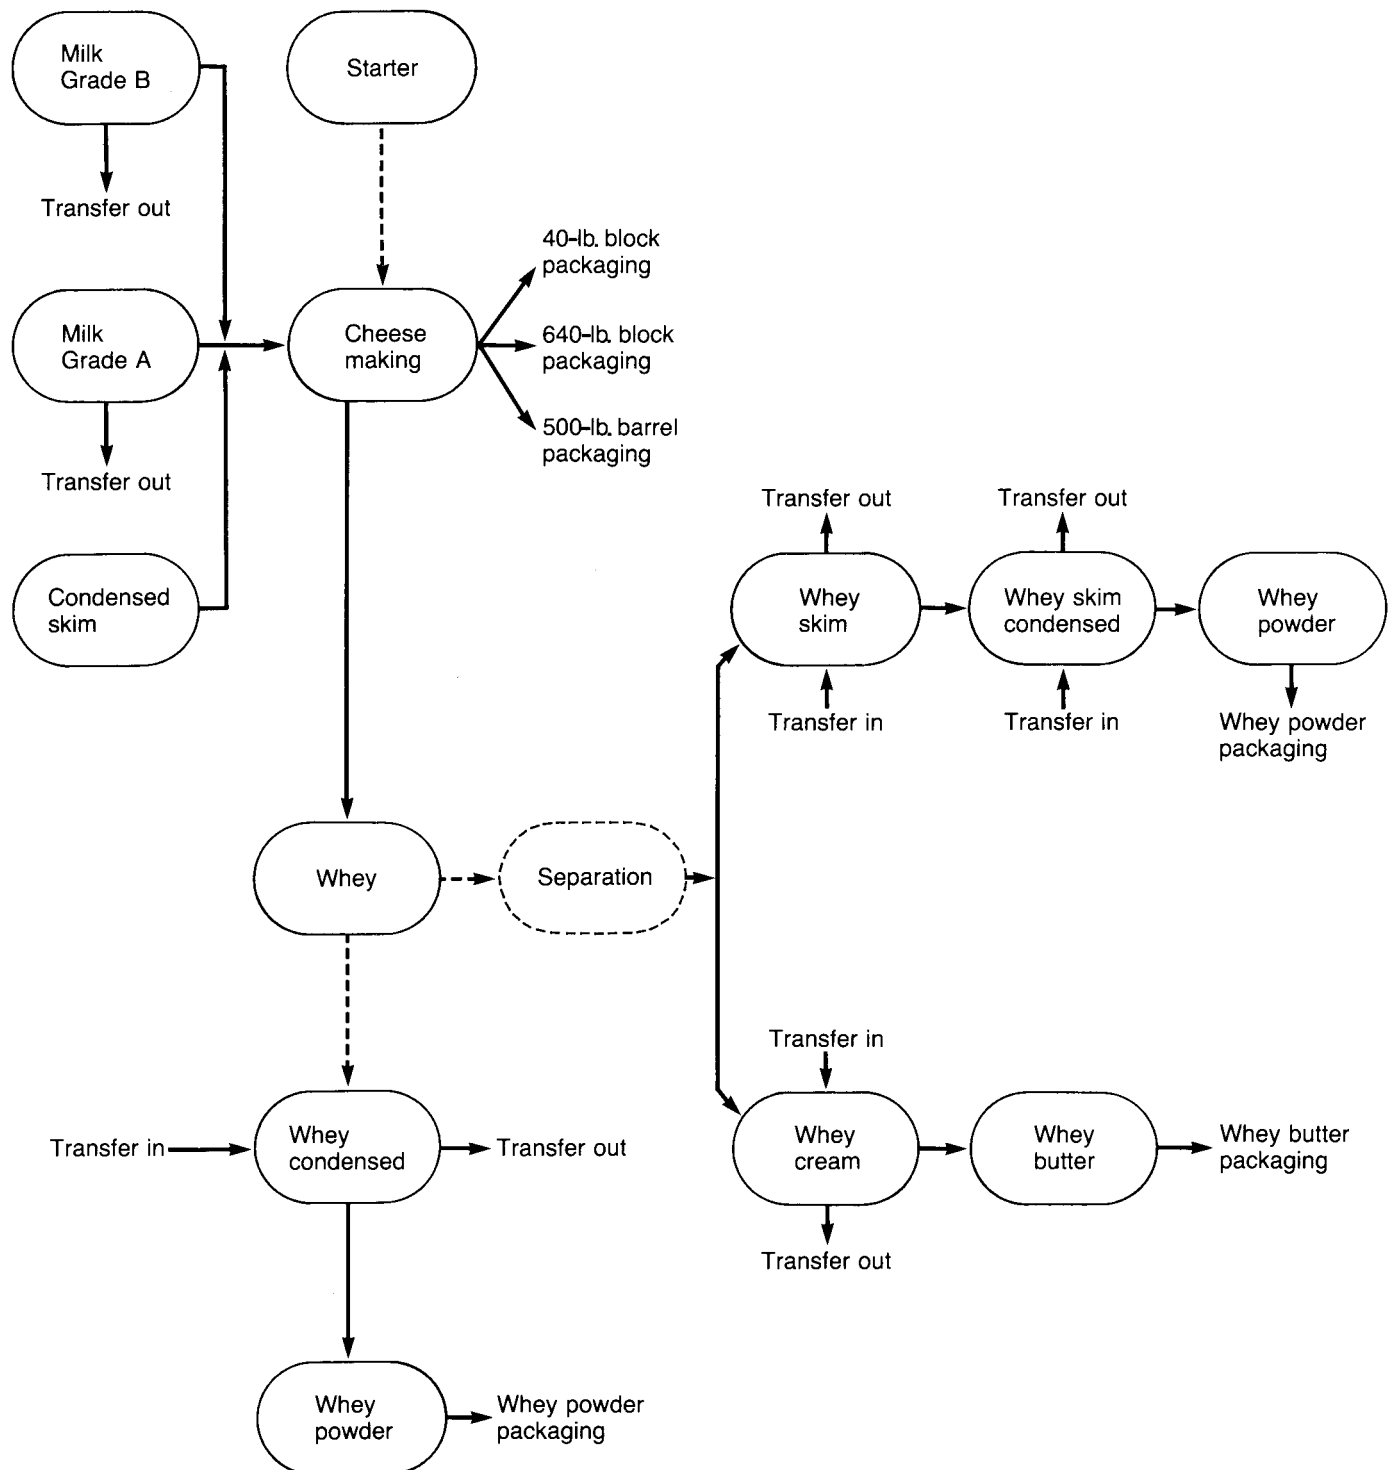 Milk
Grade B
Starter
Transfer out
40-lb. block
packaging
Milk
Grade A
Cheese
making
640-lb. block
packaging
500-lb. barrel
packaging
Transfer out
Condensed
skim
Transfer out
Transfer out
Whey
skim
Whey skim
condensed
Whey
powder
Transfer in
Transfer in
Whey powder
packaging
Whey
Separation
Transfer in
Transfer in
Whey
condensed
Transfer out
Whey
cream
Whey
butter
Whey butter
packaging
Transfer out
Whey
powder
Whey powder
packaging